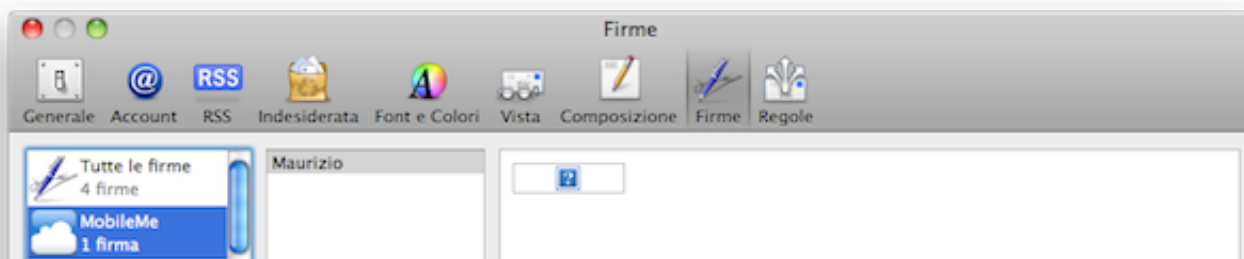 Firme
RSS
Generale Account RSS Indesiderata Font e Colori Vista Composizione Firme Regole
Tutte le firme
4 firme
MobileMe
1 firma
Maurizio
?